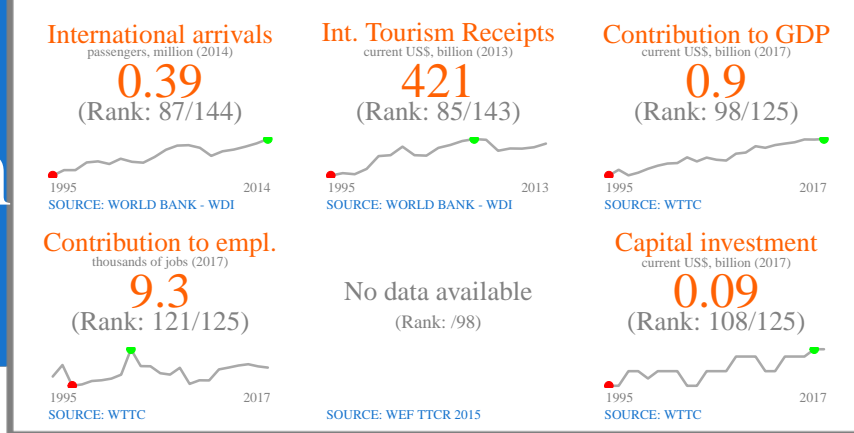 International arrivals
passengers, million (2014)
0.39
(Rank: 87/144)
1995 2014
SOURCE: WORLD BANK - WDI
Int. Tourism Receipts
current US$, billion (2013)
421
(Rank: 85/143)
1995 2013
SOURCE: WORLD BANK - WDI
Contribution to GDP
current US$, billion (2017)
0.9
(Rank: 98/125)
1995 2017
SOURCE: WTTC
Contribution to empl.
thousands of jobs (2017)
9.3
(Rank: 121/125)
1995 2017
SOURCE: WTTC
No data available
(Rank: /98)
SOURCE: WEF TTCR 2015
Capital investment
current US$, billion (2017)
0.09
(Rank: 108/125)
1995 2017
SOURCE: WTTC